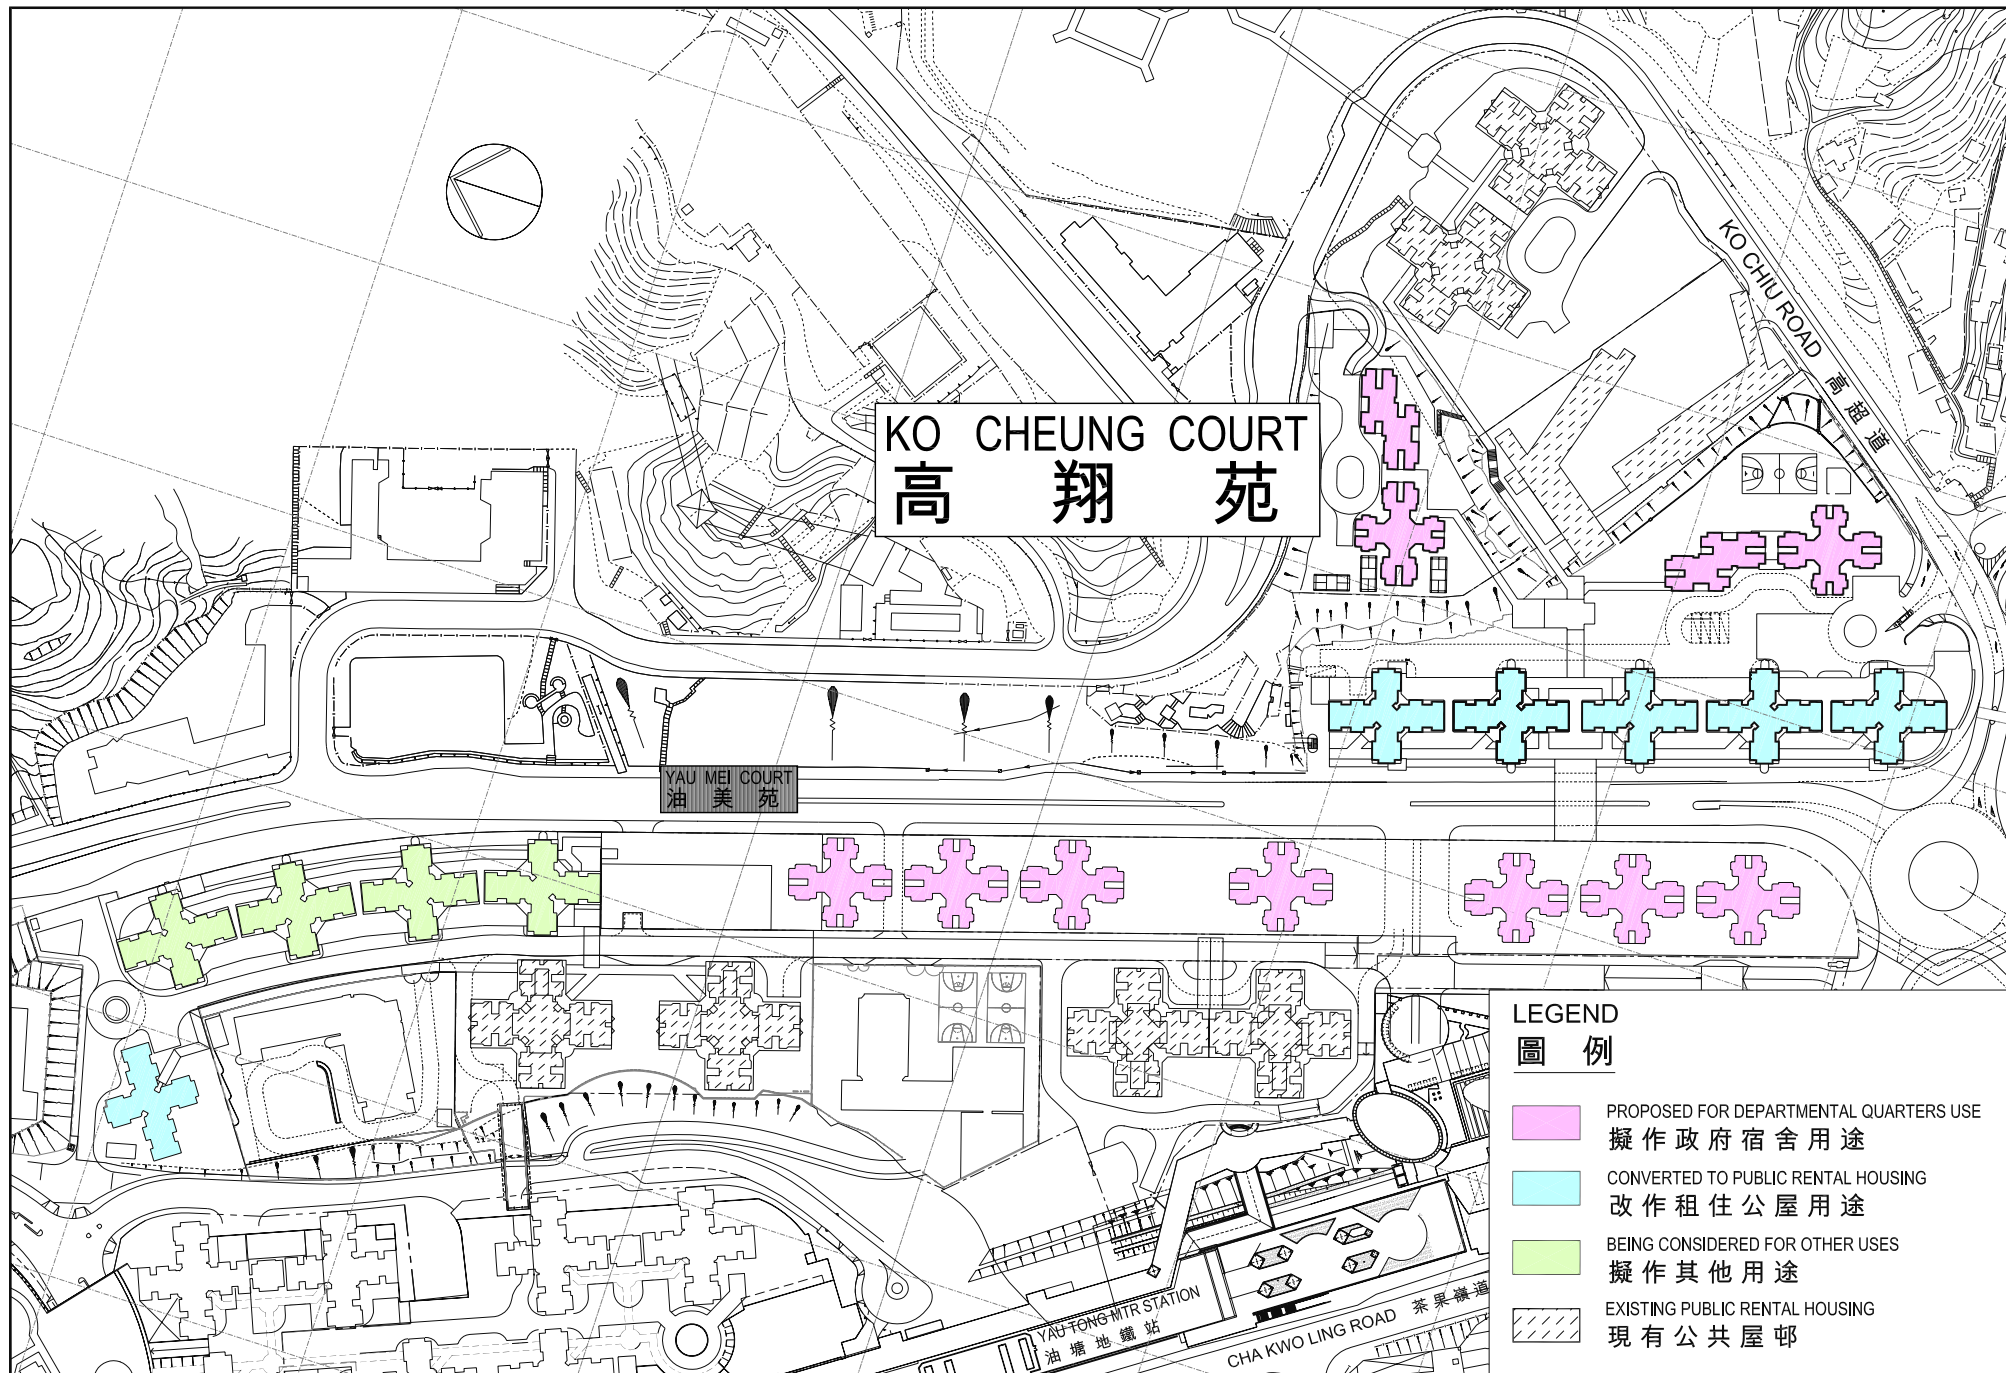 KO CHIU ROAD 高超道
KO CHEUNG COURT
高翔苑
YAU MEI COURT
油美苑
LEGEND
圖例
PROPOSED FOR DEPARTMENTAL QUARTERS USE
擬作政府宿舍用途
CONVERTED TO PUBLIC RENTAL HOUSING
改作租住公屋用途
BEING CONSIDERED FOR OTHER USES
擬作其他用途
EXISTING PUBLIC RENTAL HOUSING
現有公共屋邨
YAU TONG MTR STATION
油塘地鐵站
CHA KWO LING ROAD 茶果嶺道